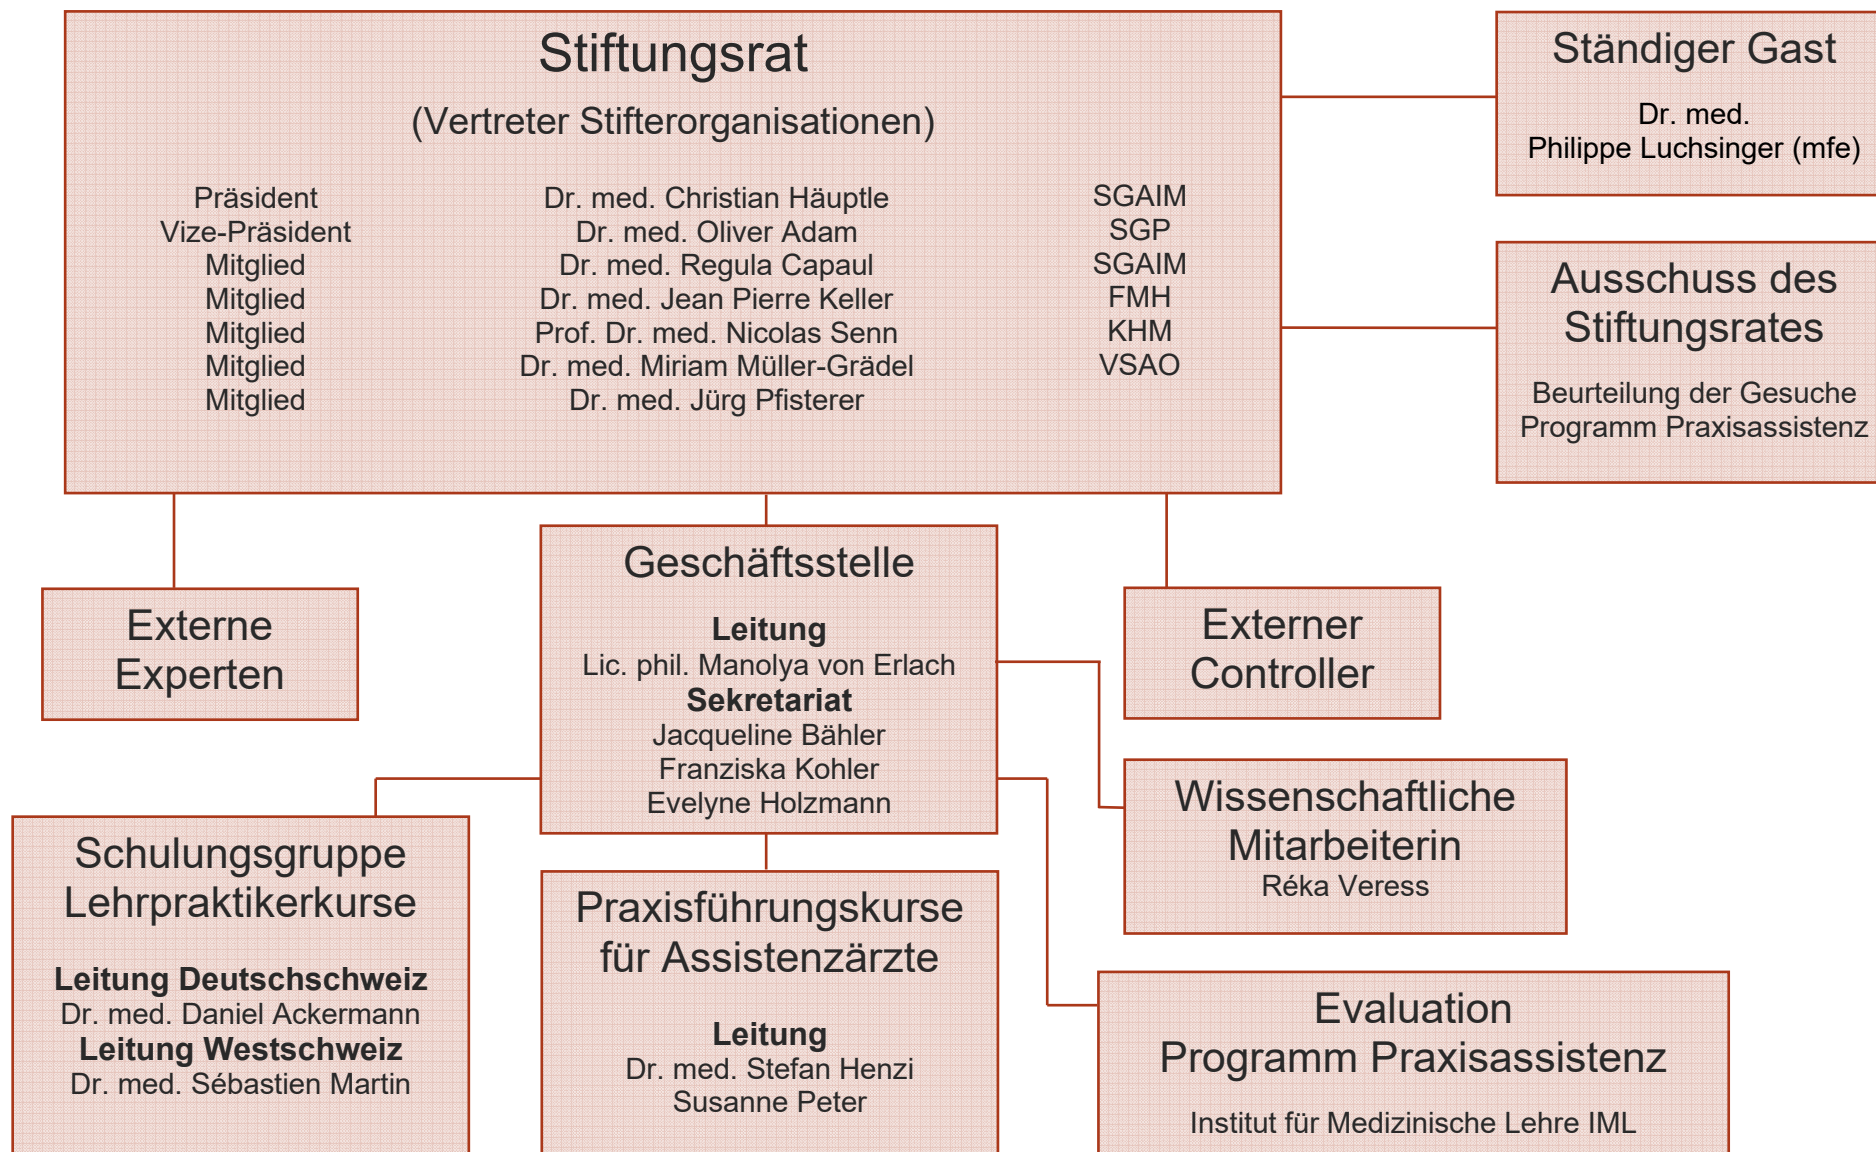 Stiftungsrat
(Vertreter Stifterorganisationen)
Präsident Dr. med. Christian Häuptle SGAIM
Vize-Präsident Dr. med. Oliver Adam SGP
Mitglied Dr. med. Regula Capaul SGAIM
Mitglied Dr. med. Jean Pierre Keller FMH
Mitglied Prof. Dr. med. Nicolas Senn KHM
Mitglied Dr. med. Miriam Müller-Grädel VSAO
Mitglied Dr. med. Jürg Pfisterer
Ständiger Gast
Dr. med.
Philippe Luchsinger (mfe)
Ausschuss des
Stiftungsrates
Beurteilung der Gesuche
Programm Praxisassistenz
Externe
Experten
Geschäftsstelle
Leitung
Lic. phil. Manolya von Erlach
Sekretariat
Jacqueline Bähler
Franziska Kohler
Evelyne Holzmann
Externer
Controller
Wissenschaftliche
Mitarbeiterin
Réka Veress
Schulungsgruppe
Lehrpraktikerkurse
Leitung Deutschschweiz
Dr. med. Daniel Ackermann
Leitung Westschweiz
Dr. med. Sébastien Martin
Praxisführungskurse
für Assistenzärzte
Leitung
Dr. med. Stefan Henzi
Susanne Peter
Evaluation
Programm Praxisassistenz
Institut für Medizinische Lehre IML